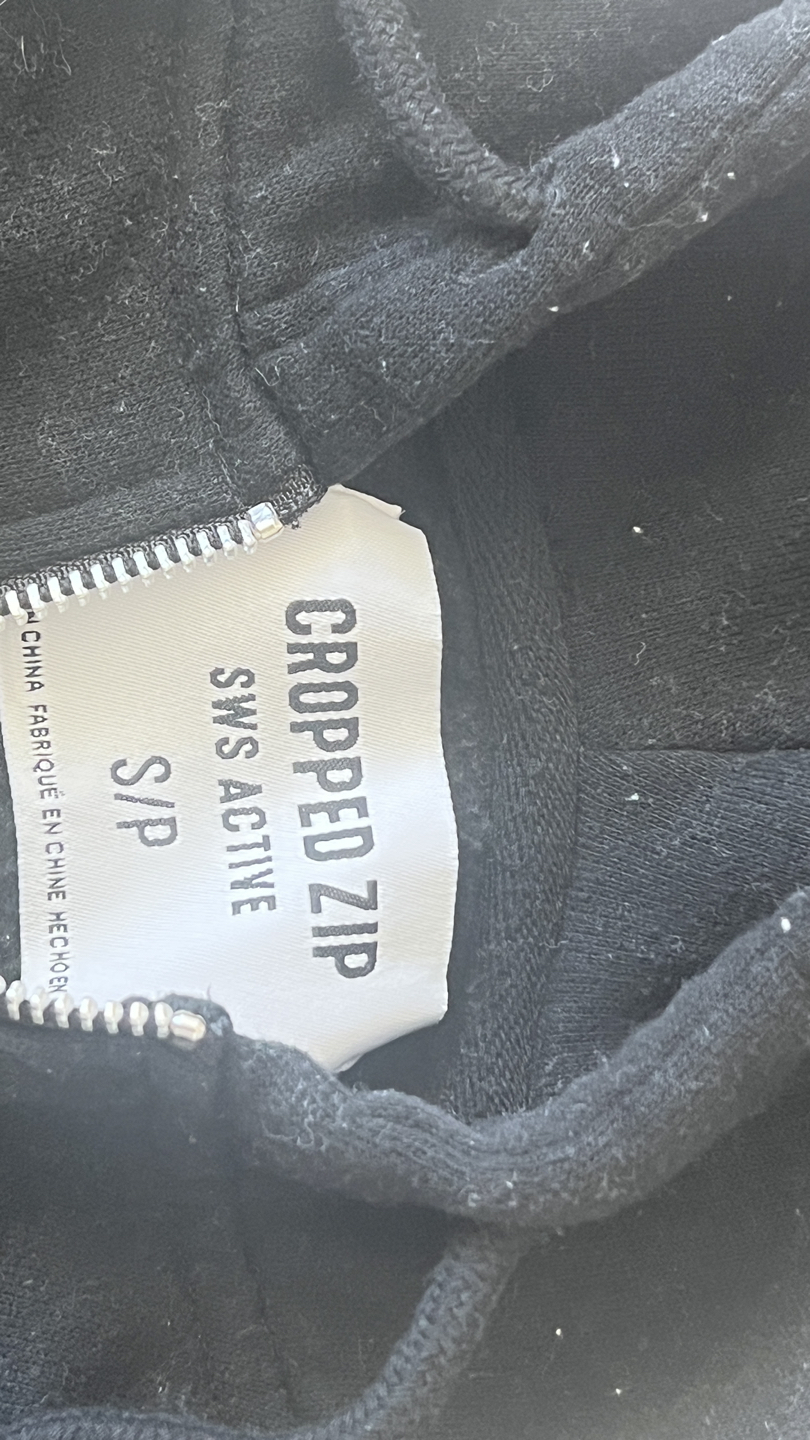 CROPPED ZIP
SWS ACTIVE
S/P
CHINA FABRIQUÉ EN CHINE HECHO EN